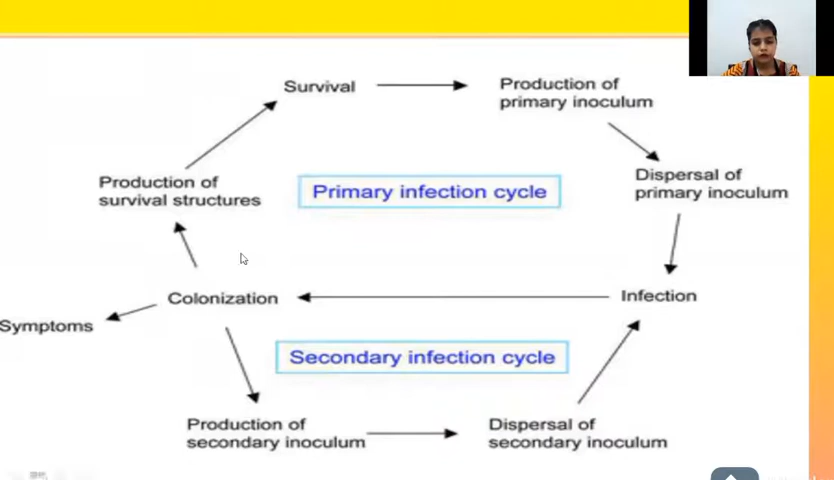 Survival
Production of
primary inoculum
Production of
survival structures
Primary infection cycle
Dispersal of
primary inoculum
Colonization
Infection
Symptoms
Secondary infection cycle
Production of
secondary inoculum
Dispersal of
secondary inoculum